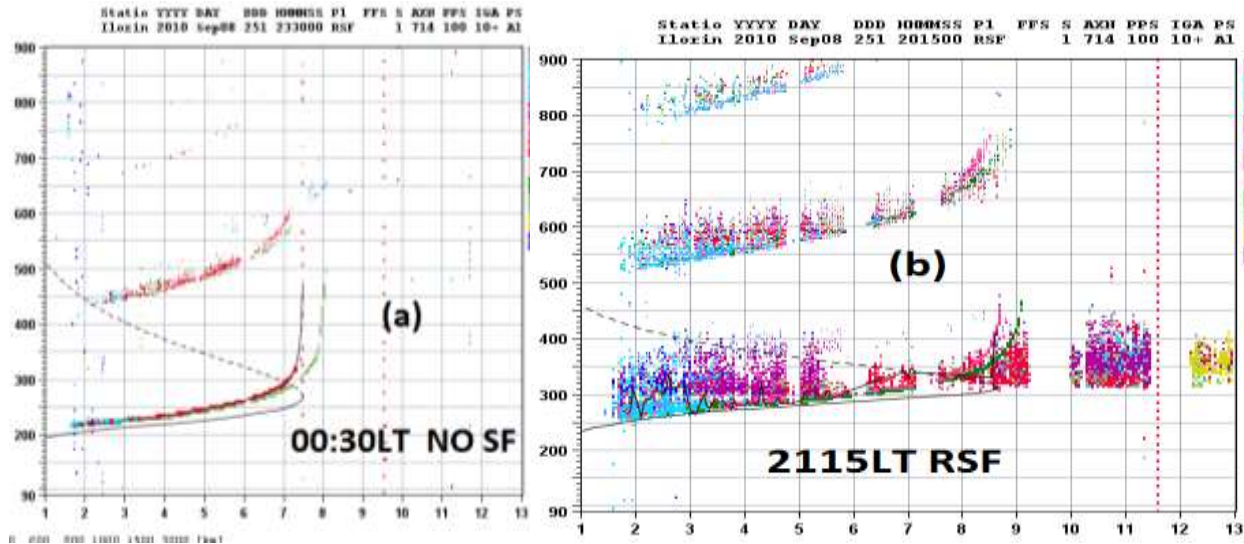 Statio YYYY DAY DDD HHMMSS P1 FFS S AXN PPS IGA PS
Ilorin 2010 Sep08 251 233000 RSF 1 714 100 10+ A1
900
800
700
600
500
400
300
200
90
1 2 3 4 5 6 7 8 9 10 11 12 13
(a)
00:30LT NO SF
Statio YYYY DAY DDD HHMMSS P1 FFS S AXN PPS IGA PS
Ilorin 2010 Sep08 251 201500 RSF 1 714 100 10+ A1
900
800
700
600
500
400
300
200
90
1 2 3 4 5 6 7 8 9 10 11 12 13
(b)
2115LT RSF